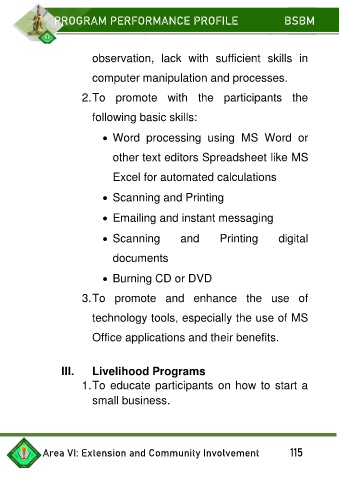 PROGRAM PERFORMANCE PROFILE BSBM
observation, lack with sufficient skills in
computer manipulation and processes.
2.To promote with the participants the
following basic skills:
• Word processing using MS Word or
other text editors Spreadsheet like MS
Excel for automated calculations
• Scanning and Printing
• Emailing and instant messaging
• Scanning and Printing digital
documents
• Burning CD or DVD
3.To promote and enhance the use of
technology tools, especially the use of MS
Office applications and their benefits.
III. Livelihood Programs
1.To educate participants on how to start a
small business.
Area VI: Extension and Community Involvement 115